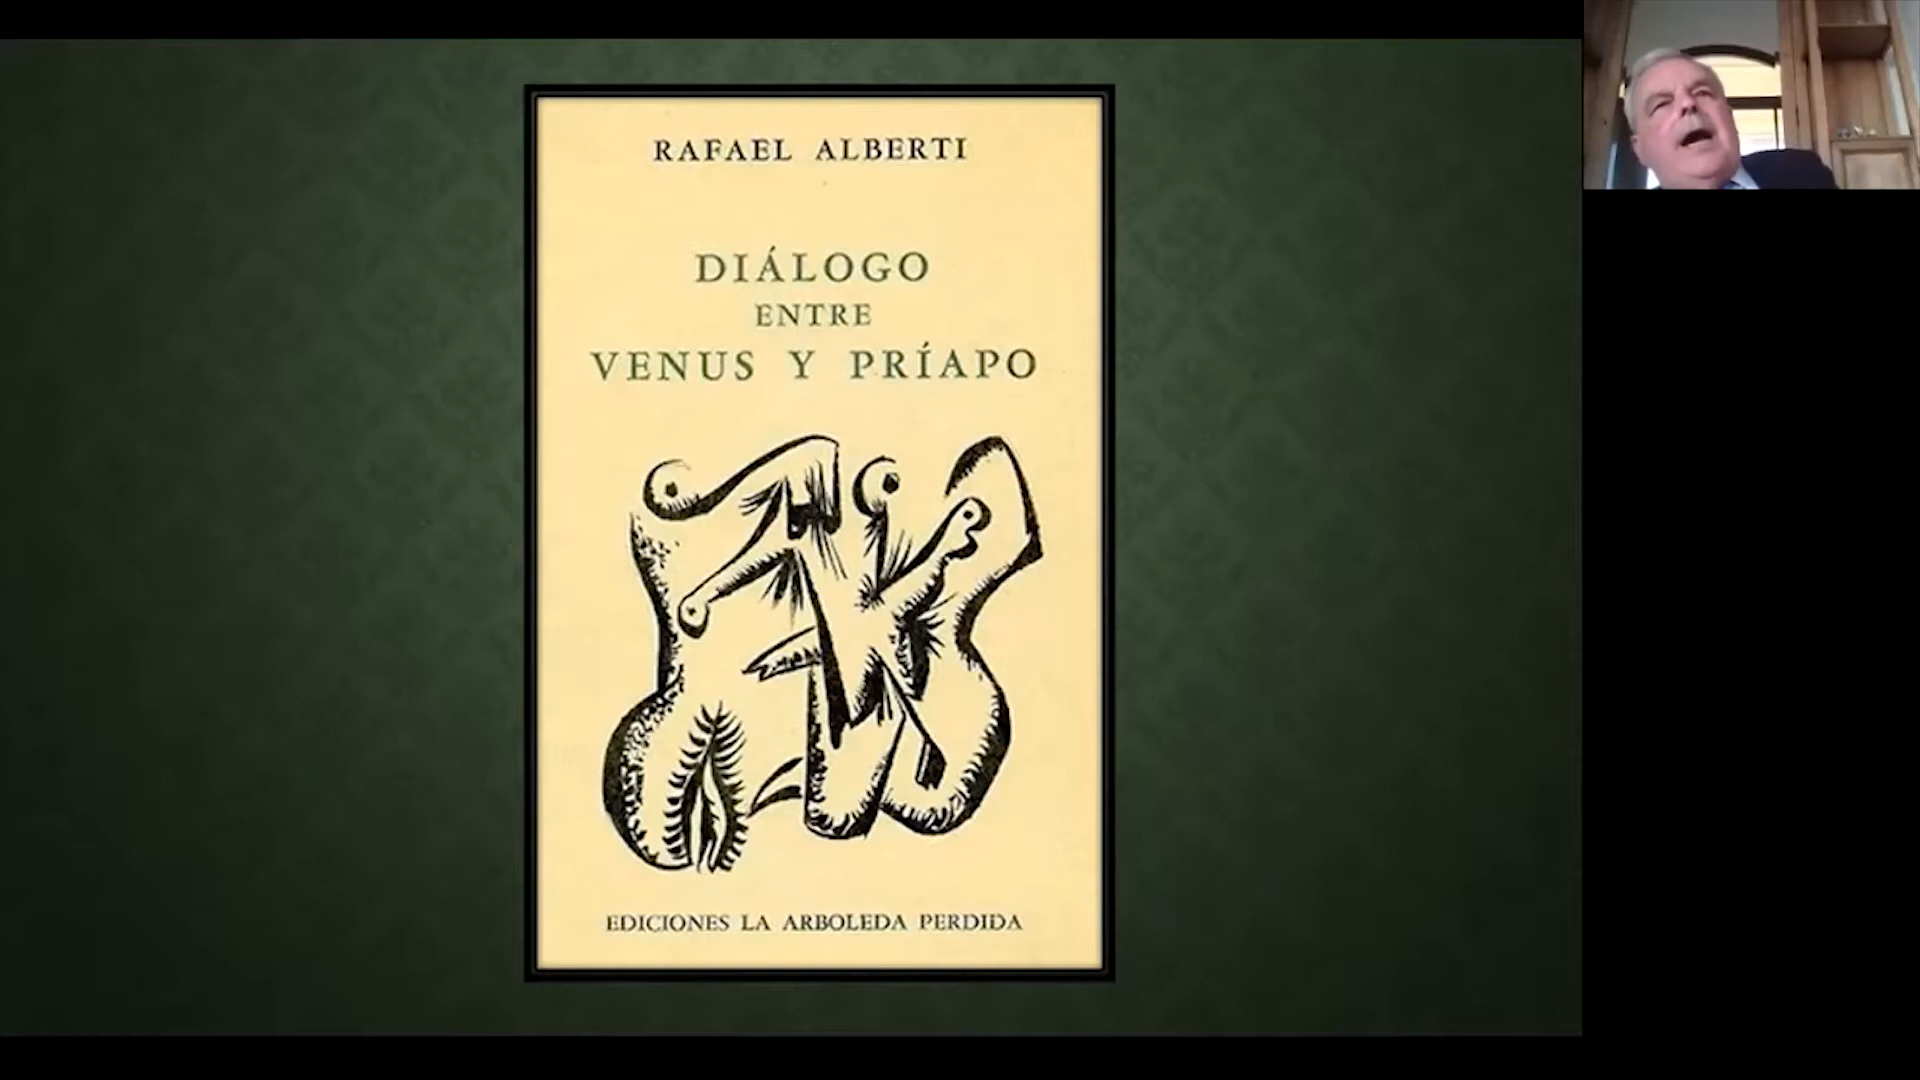 RAFAEL ALBERTI
DIÁLOGO
ENTRE
VENUS Y PRÍAPO
EDICIONES LA ARBOLEDA PERDIDA